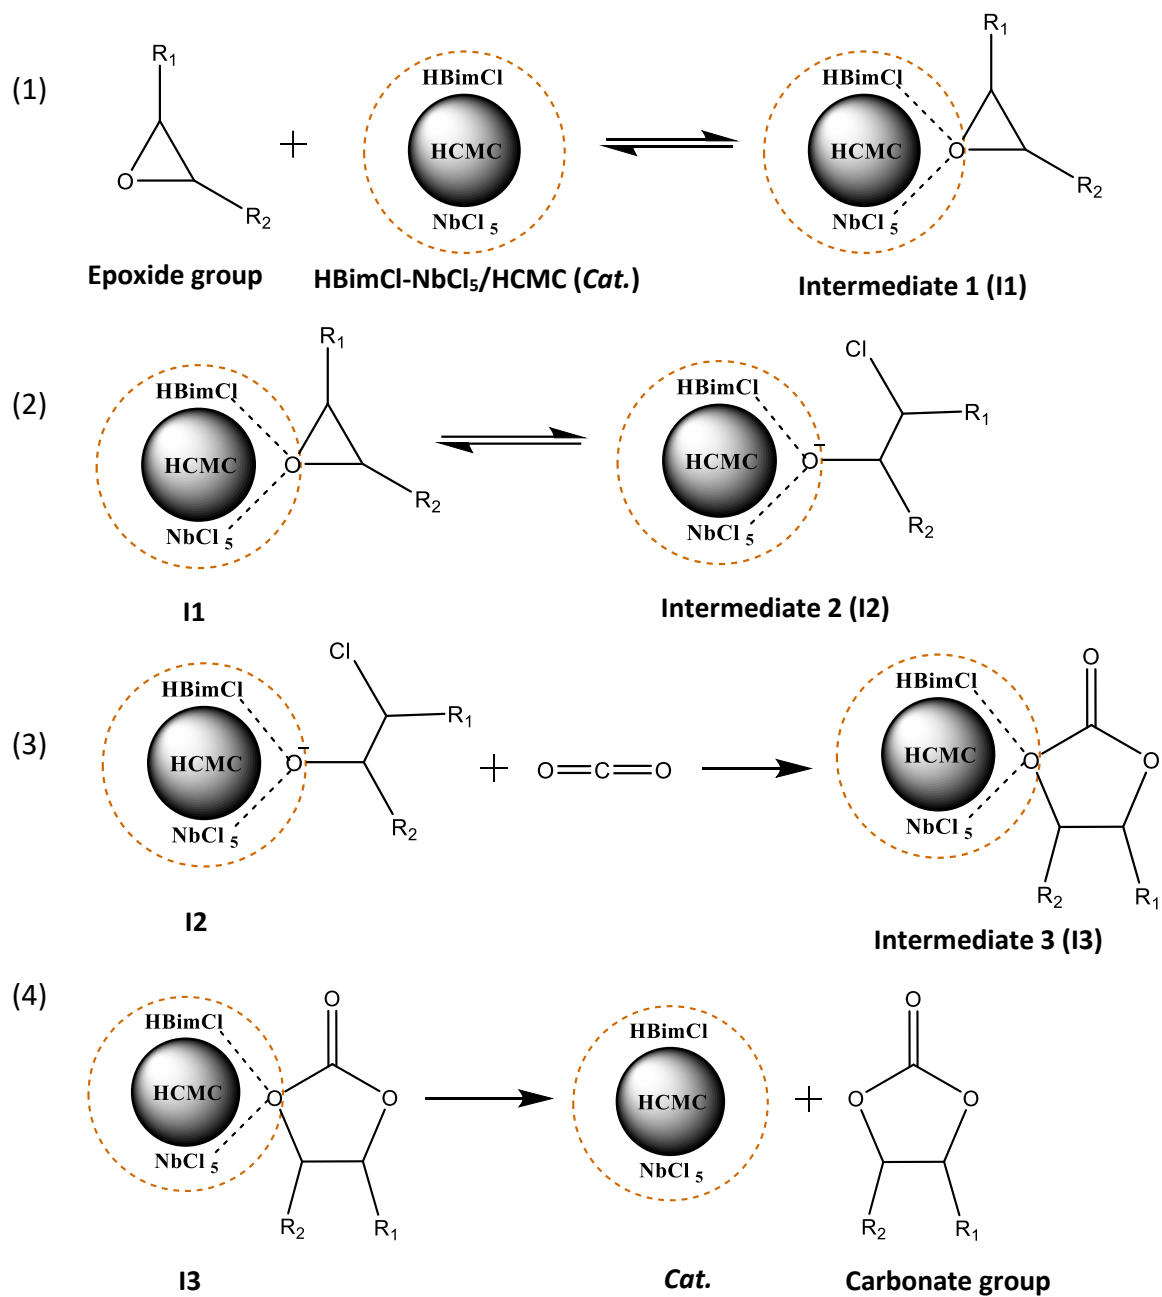 (1)
R1
O
R2
Epoxide group
+
HBimCl
HCMC
NbCl 5
HBimCl-NbCl5/HCMC (Cat.)
R1
HBimCl
HCMC
O
NbCl 5
R2
Intermediate 1 (I1)
(2)
R1
HBimCl
HCMC
O
NbCl 5
R2
I1
Cl
HBimCl
R1
HCMC
O−
NbCl 5
R2
Intermediate 2 (I2)
(3)
Cl
HBimCl
R1
HCMC
O−
NbCl 5
R2
I2
+
O=C=O
O
HBimCl
HCMC
O
O
NbCl 5
R2
R1
Intermediate 3 (I3)
(4)
O
HBimCl
HCMC
O
O
NbCl 5
R2
R1
I3
HBimCl
HCMC
NbCl 5
Cat.
+
O
O
O
R2
R1
Carbonate group